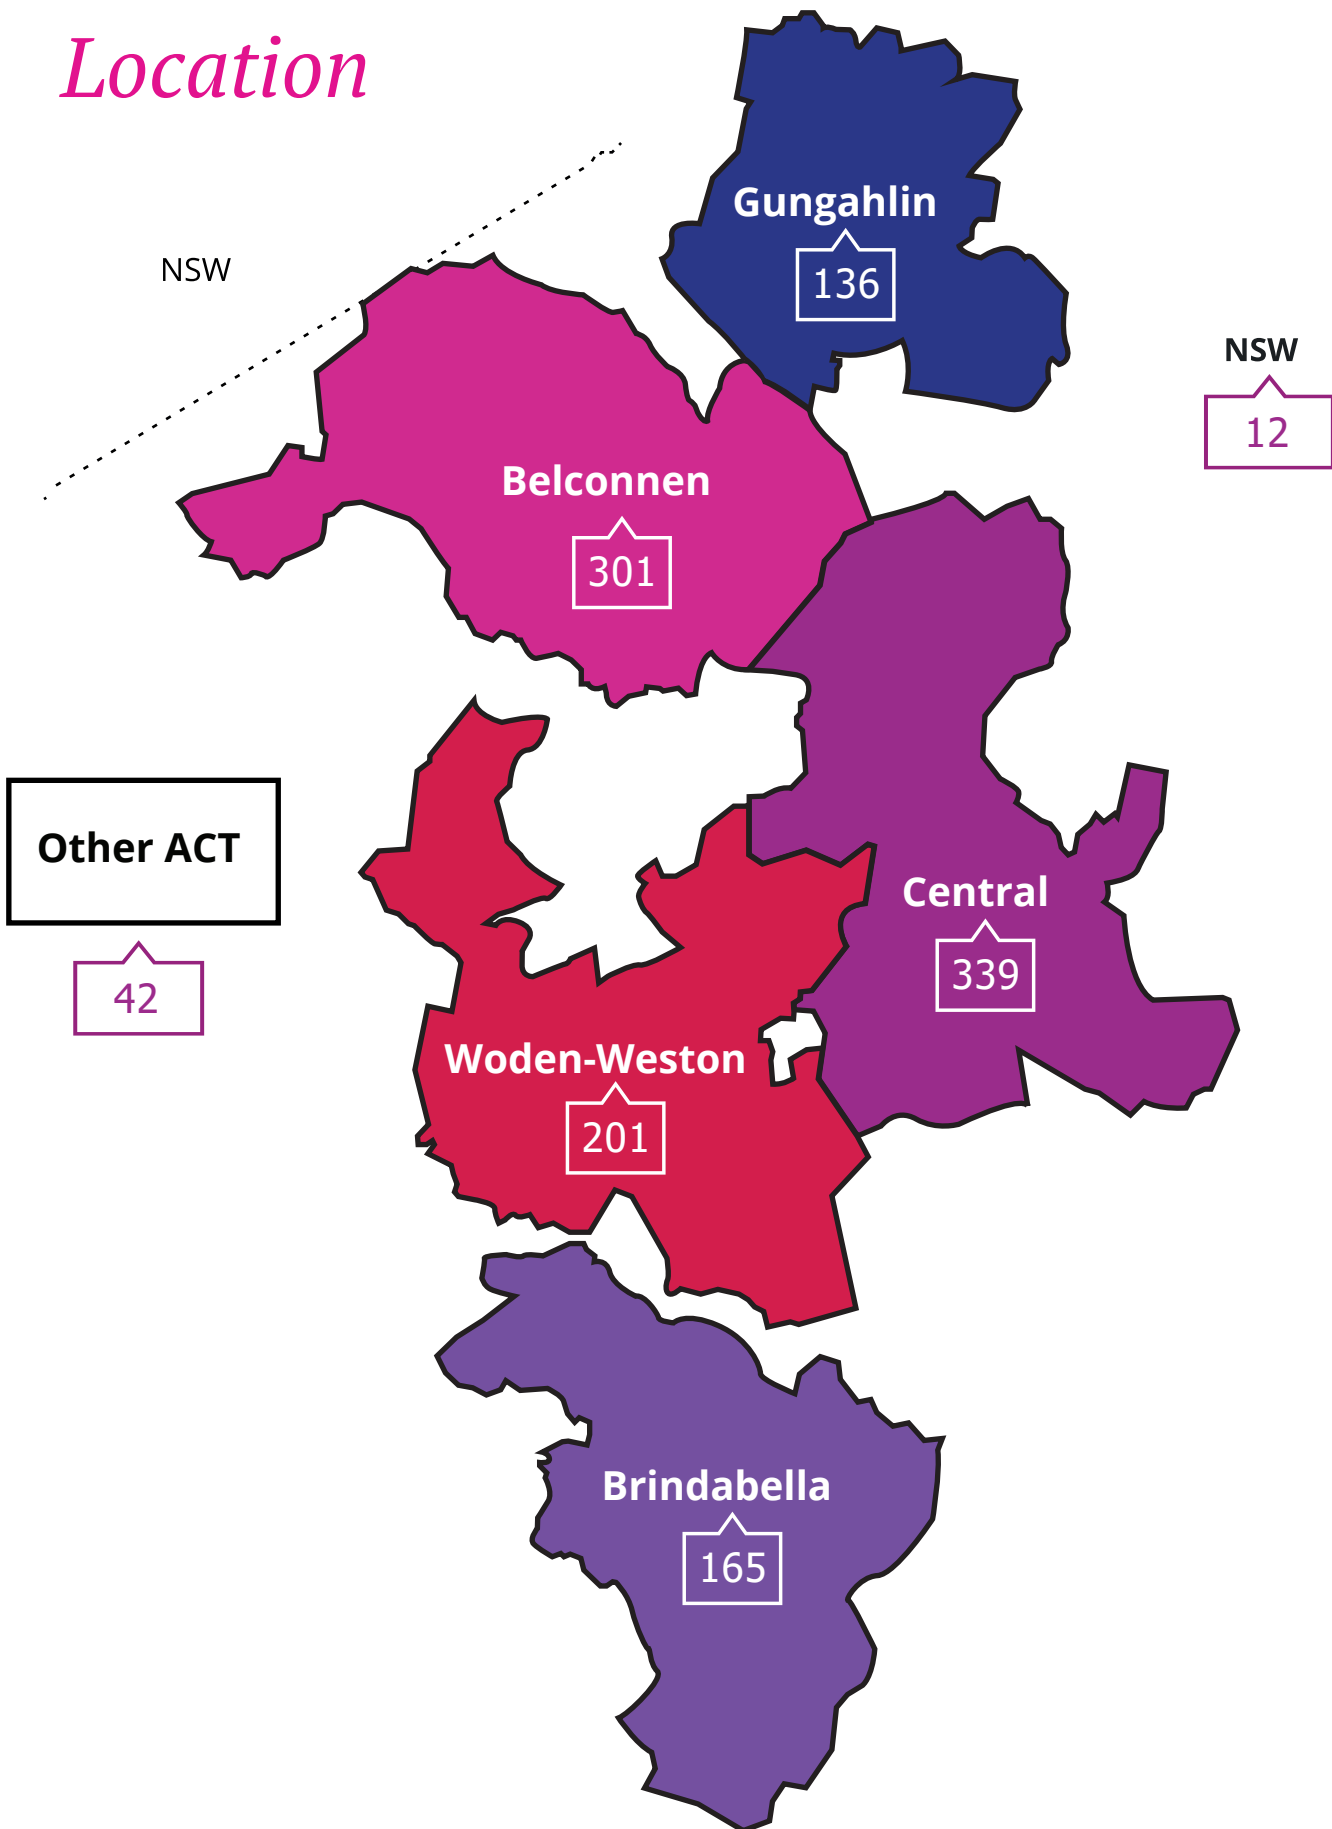 Location
Gungahlin
136
NSW
NSW
12
Belconnen
301
Other ACT
42
Central
339
Woden-Weston
201
Brindabella
165